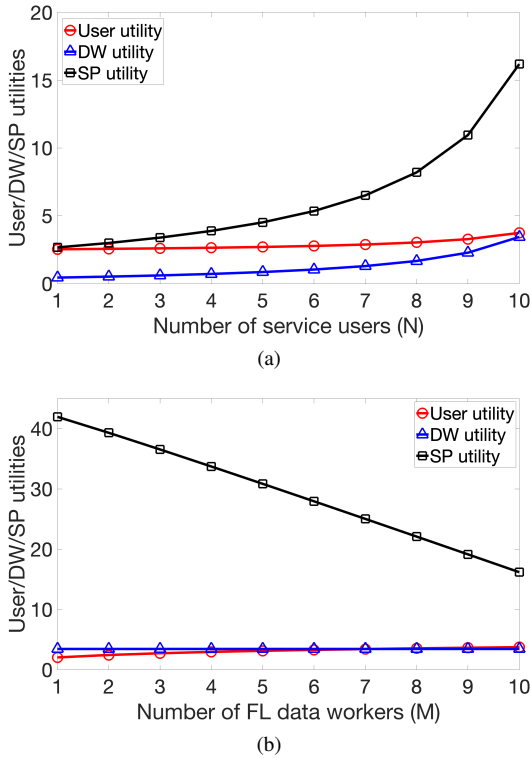 20
15
10
5
0
User/DW/SP utilities
User utility
DW utility
SP utility
1 2 3 4 5 6 7 8 9 10
Number of service users (N)
(a)
40
30
20
10
0
User/DW/SP utilities
User utility
DW utility
SP utility
1 2 3 4 5 6 7 8 9 10
Number of FL data workers (M)
(b)